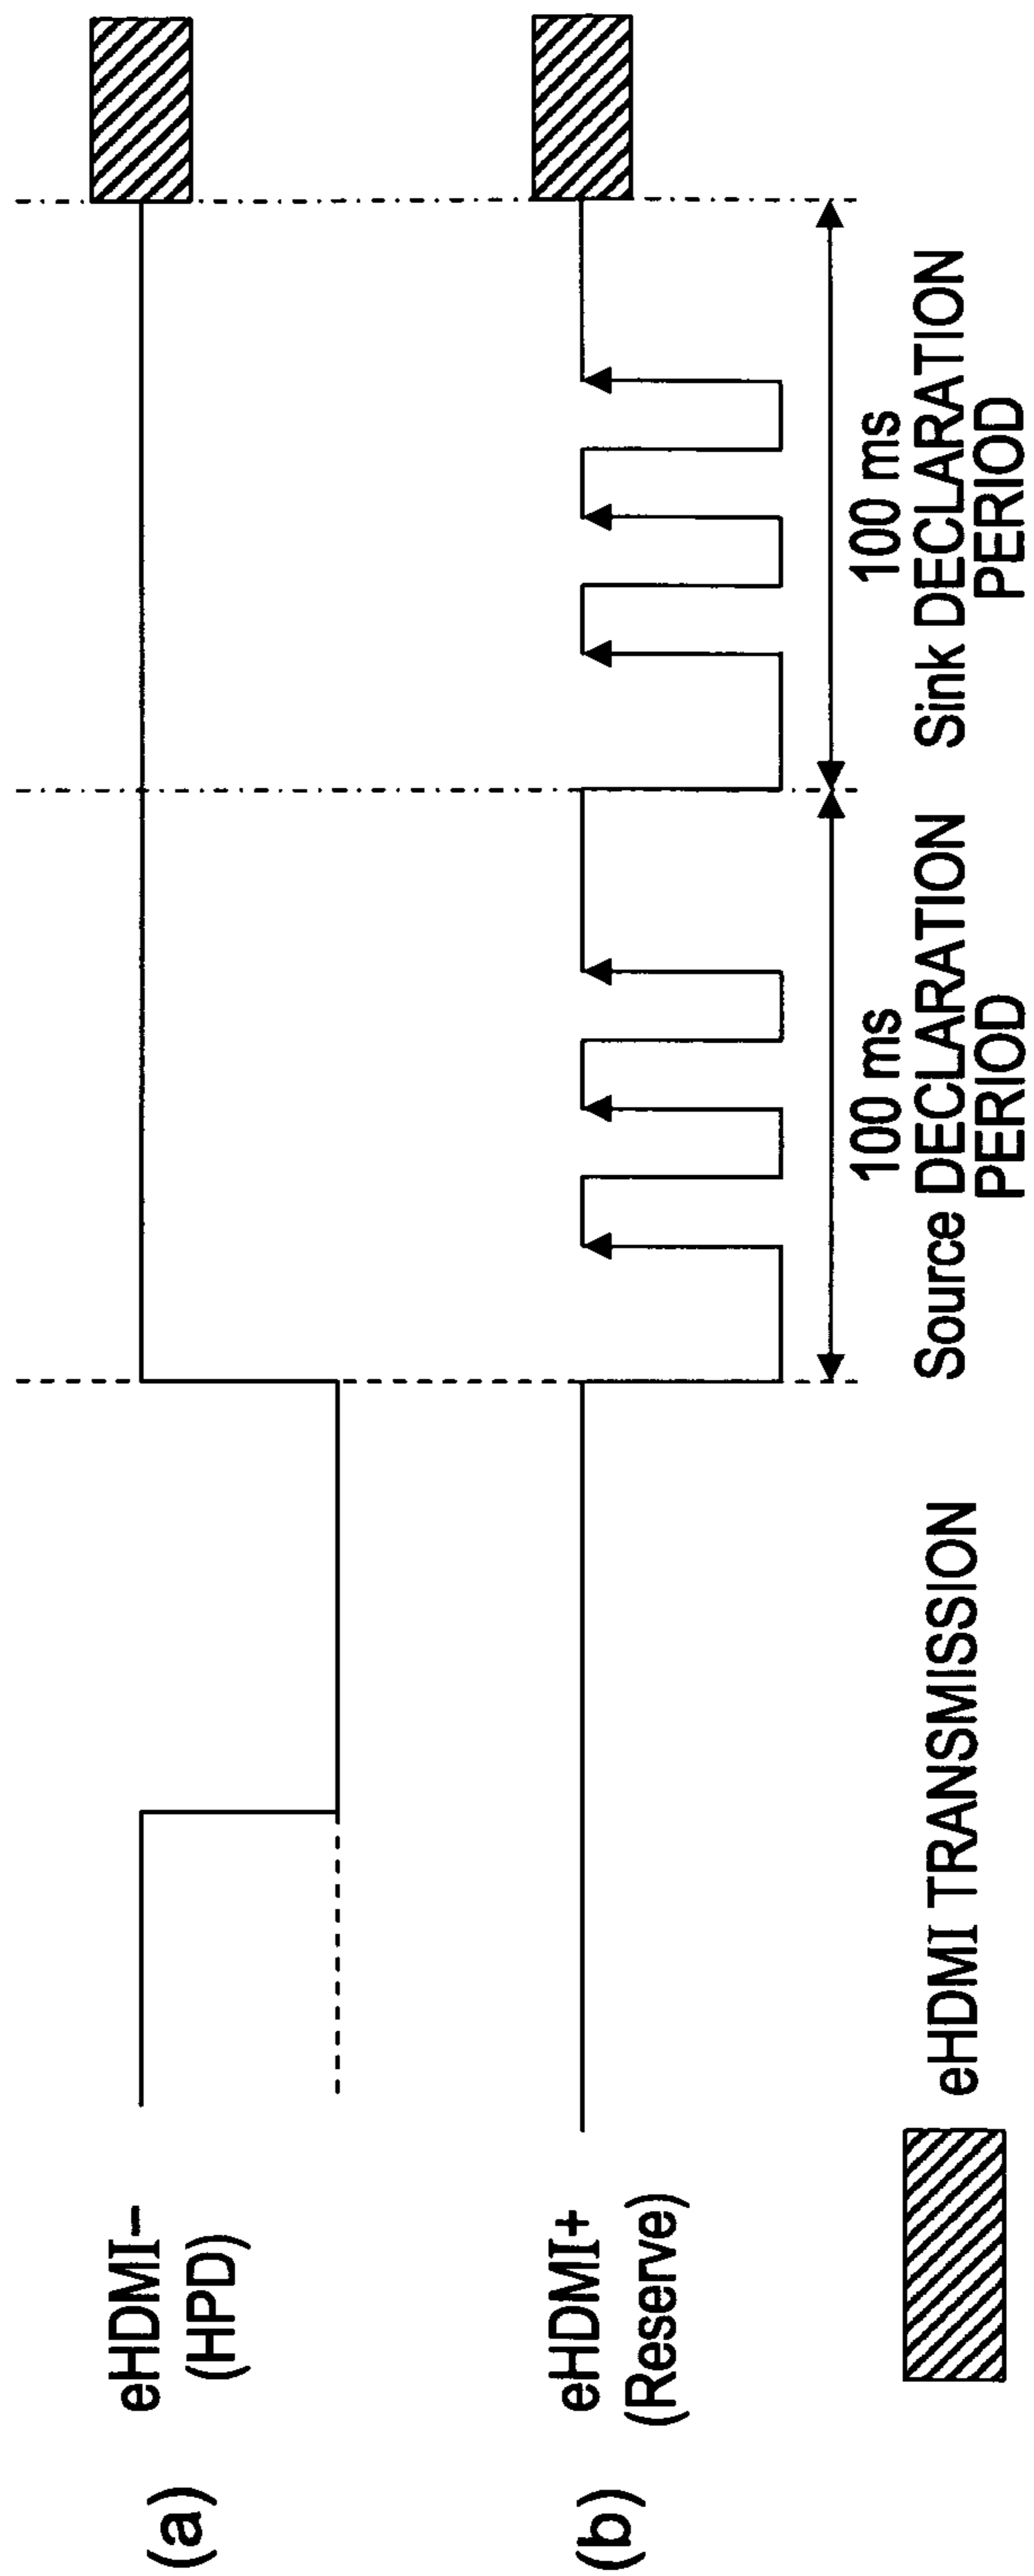 (a)
eHDMI−
(HPD)
(b)
eHDMI+
(Reserve)
100 ms
Source DECLARATION
PERIOD
100 ms
Sink DECLARATION
PERIOD
eHDMI TRANSMISSION